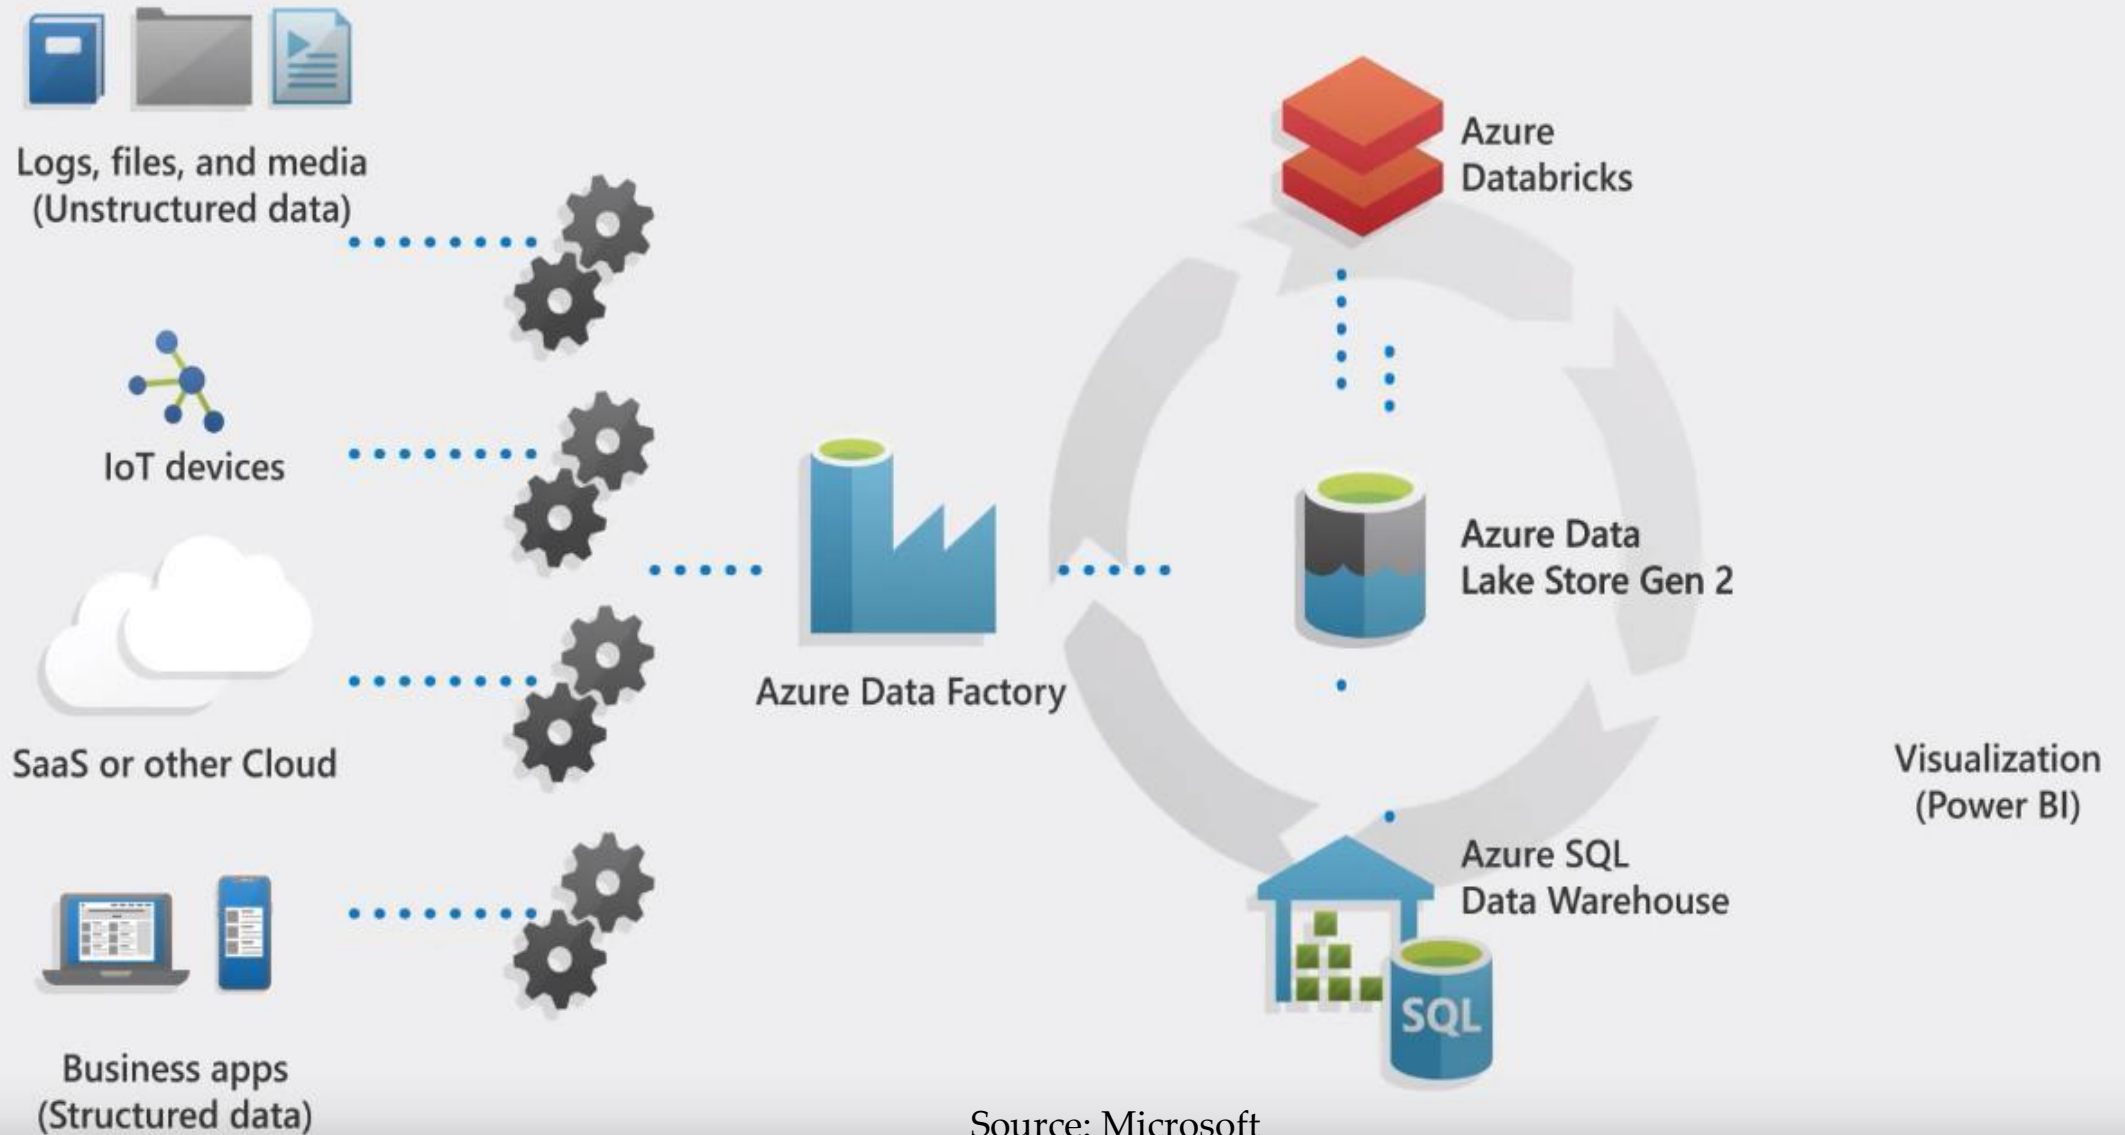 Logs, files, and media
(Unstructured data)
IoT devices
SaaS or other Cloud
Business apps
(Structured data)
Azure Data Factory
Azure
Databricks
Azure Data
Lake Store Gen 2
Azure SQL
Data Warehouse
SQL
Visualization
(Power BI)
Source: Microsoft